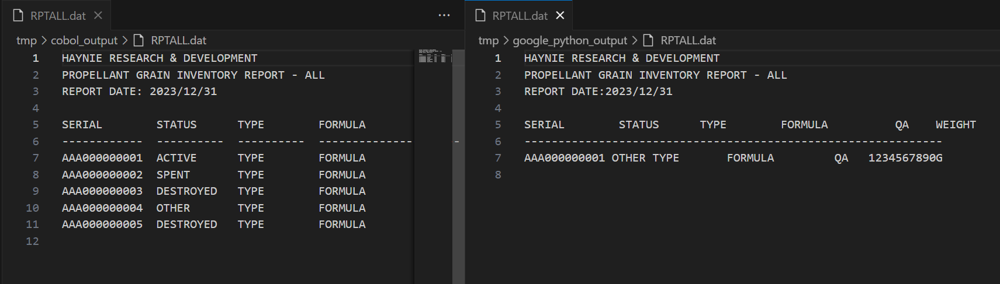 RPTALL.dat
tmp > cobol_output > RPTALL.dat
1 HAYNIE RESEARCH & DEVELOPMENT
2 PROPELLANT GRAIN INVENTORY REPORT - ALL
3 REPORT DATE: 2023/12/31
4
5 SERIAL        STATUS      TYPE        FORMULA
6 ------------  ----------  ----------  -------------- -
7 AAA000000001  ACTIVE      TYPE        FORMULA
8 AAA000000002  SPENT       TYPE        FORMULA
9 AAA000000003  DESTROYED   TYPE        FORMULA
10 AAA000000004  OTHER       TYPE        FORMULA
11 AAA000000005  DESTROYED   TYPE        FORMULA
12
RPTALL.dat
tmp > google_python_output > RPTALL.dat
1 HAYNIE RESEARCH & DEVELOPMENT
2 PROPELLANT GRAIN INVENTORY REPORT - ALL
3 REPORT DATE:2023/12/31
4
5 SERIAL        STATUS      TYPE        FORMULA          QA    WEIGHT
6 --------------------------------------------------------------
7 AAA000000001 OTHER TYPE       FORMULA         QA   1234567890G
8